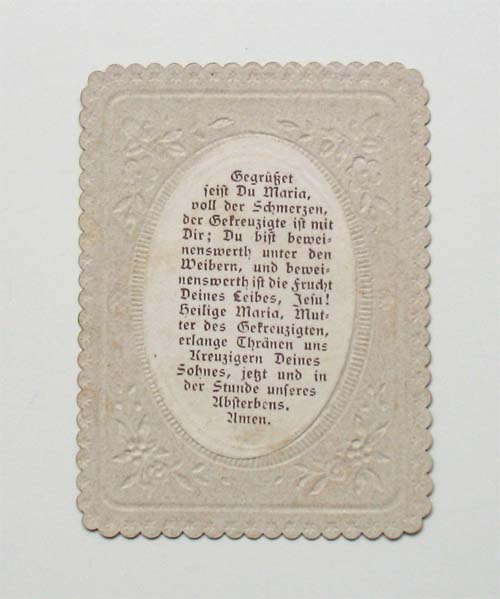 Gegrüßet
seist Du Maria,
voll der Schmerzen,
der Gekreuzigte ist mit
Dir; Du bist bewei-
nenswerth unter den
Weibern, und bewei-
nenswerth ist die Frucht
Deines Leibes, Jesu!
Heilige Maria, Mut-
ter des Gekreuzigten,
erlange Thränen uns
Kreuzigern Deines
Sohnes, jetzt und in
der Stunde unseres
Absterbens.
Amen.